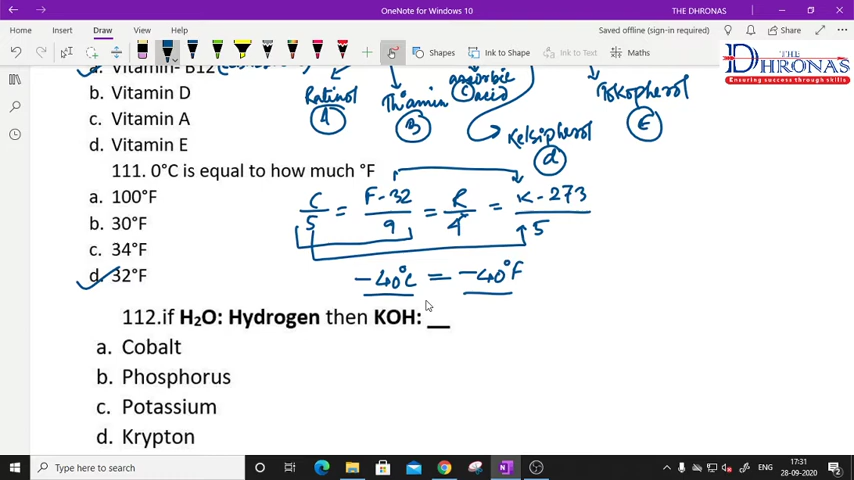 OneNote for Windows 10
THE DHRONAS
Home Insert Draw View Help
Saved offline (sign-in required) Share
Shapes Ink to Shape Ink to Text Maths
THE
DHRONAS
Ensuring success through skills
a. Vitamin- B12
b. Vitamin D
c. Vitamin A
d. Vitamin E
Ratinol
A
Thiamin
B
ascorbic
C acid
Kelsipherol
d
Tokopherol
E
111. 0°C is equal to how much °F
a. 100°F
b. 30°F
c. 34°F
d. 32°F
C/5 = F-32/9 = R/4 = K-273/5
-40°C = -40°F
112.if H₂O: Hydrogen then KOH: __
a. Cobalt
b. Phosphorus
c. Potassium
d. Krypton
Type here to search
ENG
17:31
28-09-2020